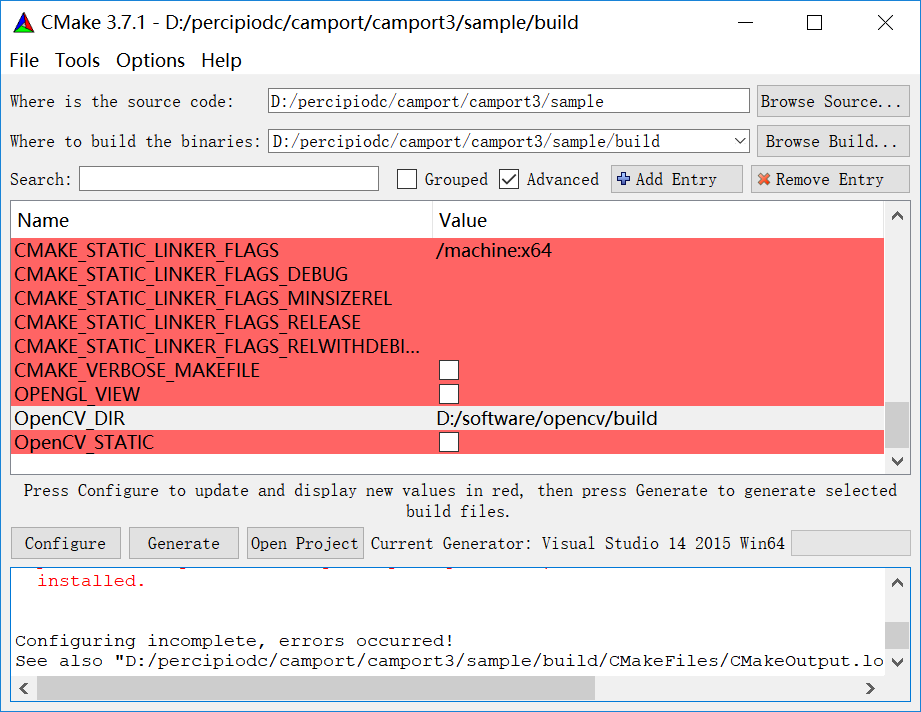 CMake 3.7.1 - D:/percipiodc/camport/camport3/sample/build
File Tools Options Help
Where is the source code: D:/percipiodc/camport/camport3/sample Browse Source...
Where to build the binaries: D:/percipiodc/camport/camport3/sample/build Browse Build...
Search: Grouped Advanced Add Entry Remove Entry
Name Value
CMAKE_STATIC_LINKER_FLAGS /machine:x64
CMAKE_STATIC_LINKER_FLAGS_DEBUG
CMAKE_STATIC_LINKER_FLAGS_MINSIZEREL
CMAKE_STATIC_LINKER_FLAGS_RELEASE
CMAKE_STATIC_LINKER_FLAGS_RELWITHDEBI...
CMAKE_VERBOSE_MAKEFILE
OPENGL_VIEW
OpenCV_DIR D:/software/opencv/build
OpenCV_STATIC
Press Configure to update and display new values in red, then press Generate to generate selected
build files.
Configure Generate Open Project Current Generator: Visual Studio 14 2015 Win64
installed.
Configuring incomplete, errors occurred!
See also "D:/percipiodc/camport/camport3/sample/build/CMakeFiles/CMakeOutput.lo